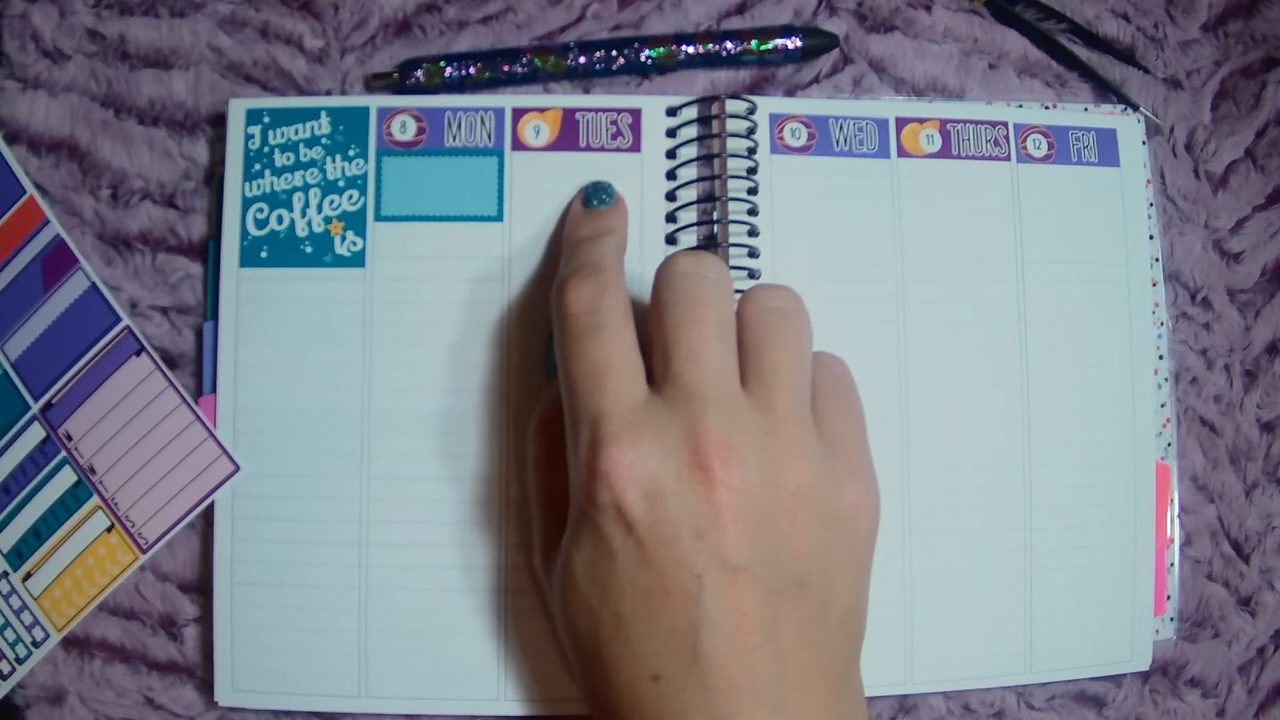 I want
to be
where the
Coffee
is
8 MON
9 TUES
10 WED
11 THURS
12 FRI